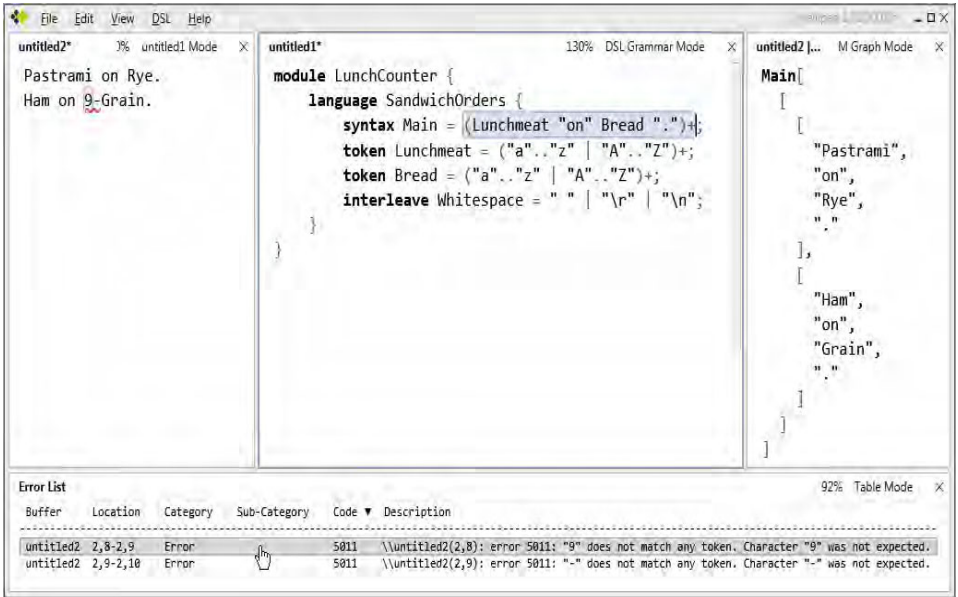 File Edit View DSL Help
untitled2* 3% untitled1 Mode ×
Pastrami on Rye.
Ham on 9-Grain.
untitled1* 130% DSL Grammar Mode ×
module LunchCounter {
language SandwichOrders {
syntax Main = (Lunchmeat "on" Bread ".")+;
token Lunchmeat = ("a".."z" | "A".."Z")+;
token Bread = ("a".."z" | "A".."Z")+;
interleave Whitespace = " " | "\r" | "\n";
}
}
untitled2 |... M Graph Mode ×
Main[
[
[
"Pastrami",
"on",
"Rye",
"."
],
[
"Ham",
"on",
"Grain",
"."
]
]
]
Error List 92% Table Mode ×
Buffer Location Category Sub-Category Code ▼ Description
untitled2 2,8-2,9 Error 5011 \\untitled2(2,8): error 5011: "9" does not match any token. Character "9" was not expected.
untitled2 2,9-2,10 Error 5011 \\untitled2(2,9): error 5011: "-" does not match any token. Character "-" was not expected.